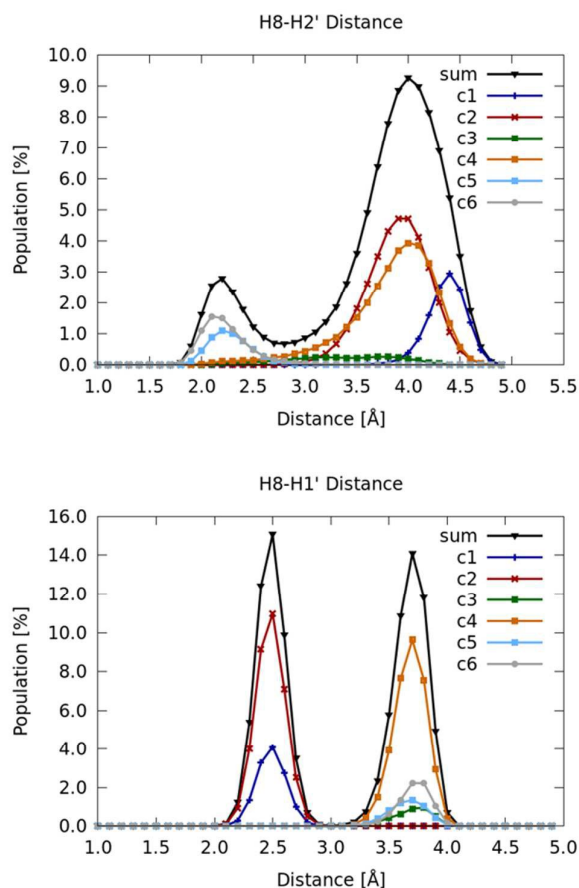 H8-H2' Distance
Population [%]
10.0
9.0
8.0
7.0
6.0
5.0
4.0
3.0
2.0
1.0
0.0
sum
c1
c2
c3
c4
c5
c6
1.0 1.5 2.0 2.5 3.0 3.5 4.0 4.5 5.0 5.5
Distance [Å]
H8-H1' Distance
Population [%]
16.0
14.0
12.0
10.0
8.0
6.0
4.0
2.0
0.0
sum
c1
c2
c3
c4
c5
c6
1.0 1.5 2.0 2.5 3.0 3.5 4.0 4.5 5.0
Distance [Å]